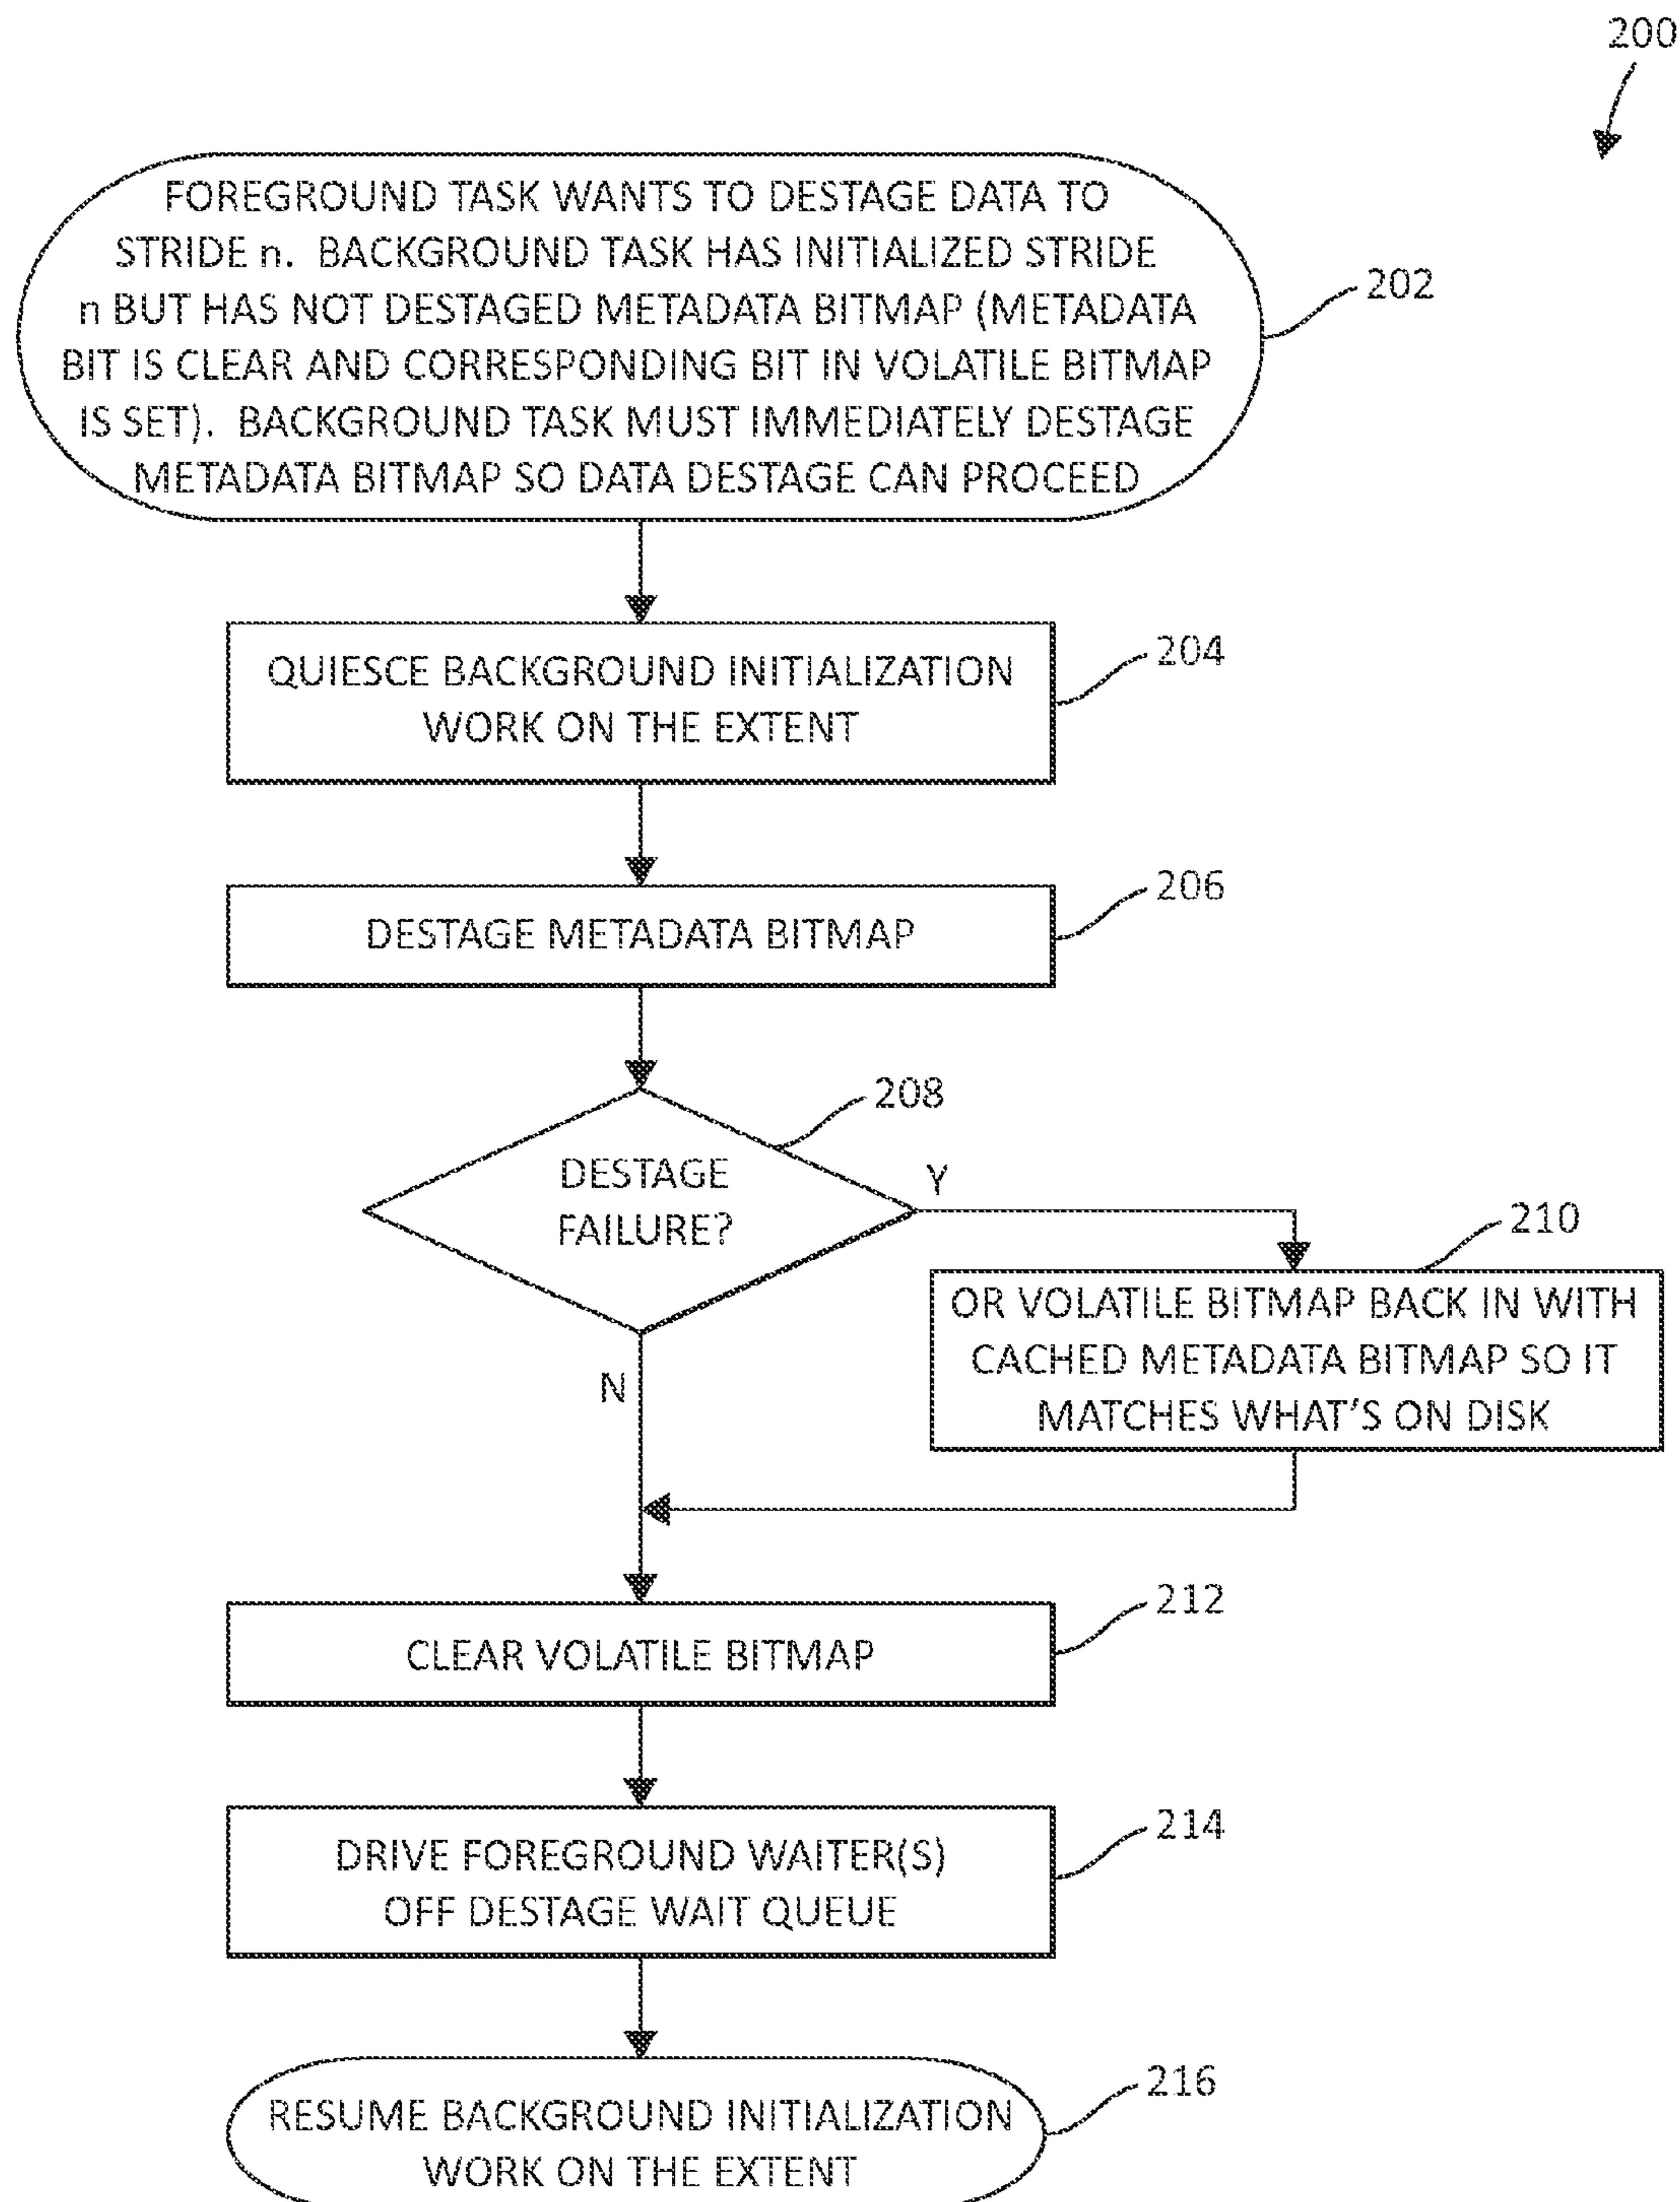 200
FOREGROUND TASK WANTS TO DESTAGE DATA TO
STRIDE n. BACKGROUND TASK HAS INITIALIZED STRIDE
n BUT HAS NOT DESTAGED METADATA BITMAP (METADATA
BIT IS CLEAR AND CORRESPONDING BIT IN VOLATILE BITMAP
IS SET). BACKGROUND TASK MUST IMMEDIATELY DESTAGE
METADATA BITMAP SO DATA DESTAGE CAN PROCEED
202
QUIESCE BACKGROUND INITIALIZATION
WORK ON THE EXTENT
204
DESTAGE METADATA BITMAP
206
DESTAGE
FAILURE?
208
Y
N
OR VOLATILE BITMAP BACK IN WITH
CACHED METADATA BITMAP SO IT
MATCHES WHAT'S ON DISK
210
CLEAR VOLATILE BITMAP
212
DRIVE FOREGROUND WAITER(S)
OFF DESTAGE WAIT QUEUE
214
RESUME BACKGROUND INITIALIZATION
WORK ON THE EXTENT
216